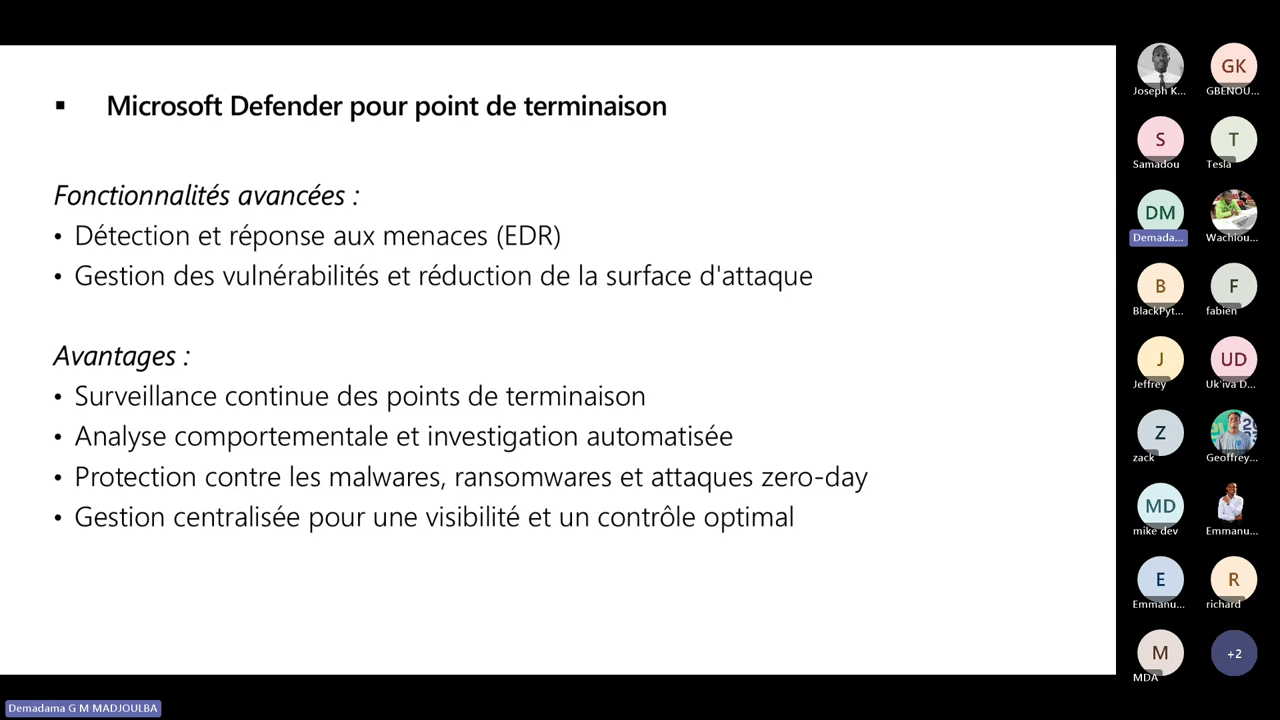 ▪ Microsoft Defender pour point de terminaison
Fonctionnalités avancées :
• Détection et réponse aux menaces (EDR)
• Gestion des vulnérabilités et réduction de la surface d'attaque
Avantages :
• Surveillance continue des points de terminaison
• Analyse comportementale et investigation automatisée
• Protection contre les malwares, ransomwares et attaques zero-day
• Gestion centralisée pour une visibilité et un contrôle optimal
Joseph K...
GK
GBENOU...
S
Samadou
T
Tesla
DM
Demada...
Wachiou...
B
BlackPyt...
F
fabien
J
Jeffrey
UD
Uk'iva D...
Z
zack
Geoffrey...
MD
mike dev
Emmanu...
E
Emmanu...
R
richard
M
MDA
+2
Demadama G M MADJOULBA